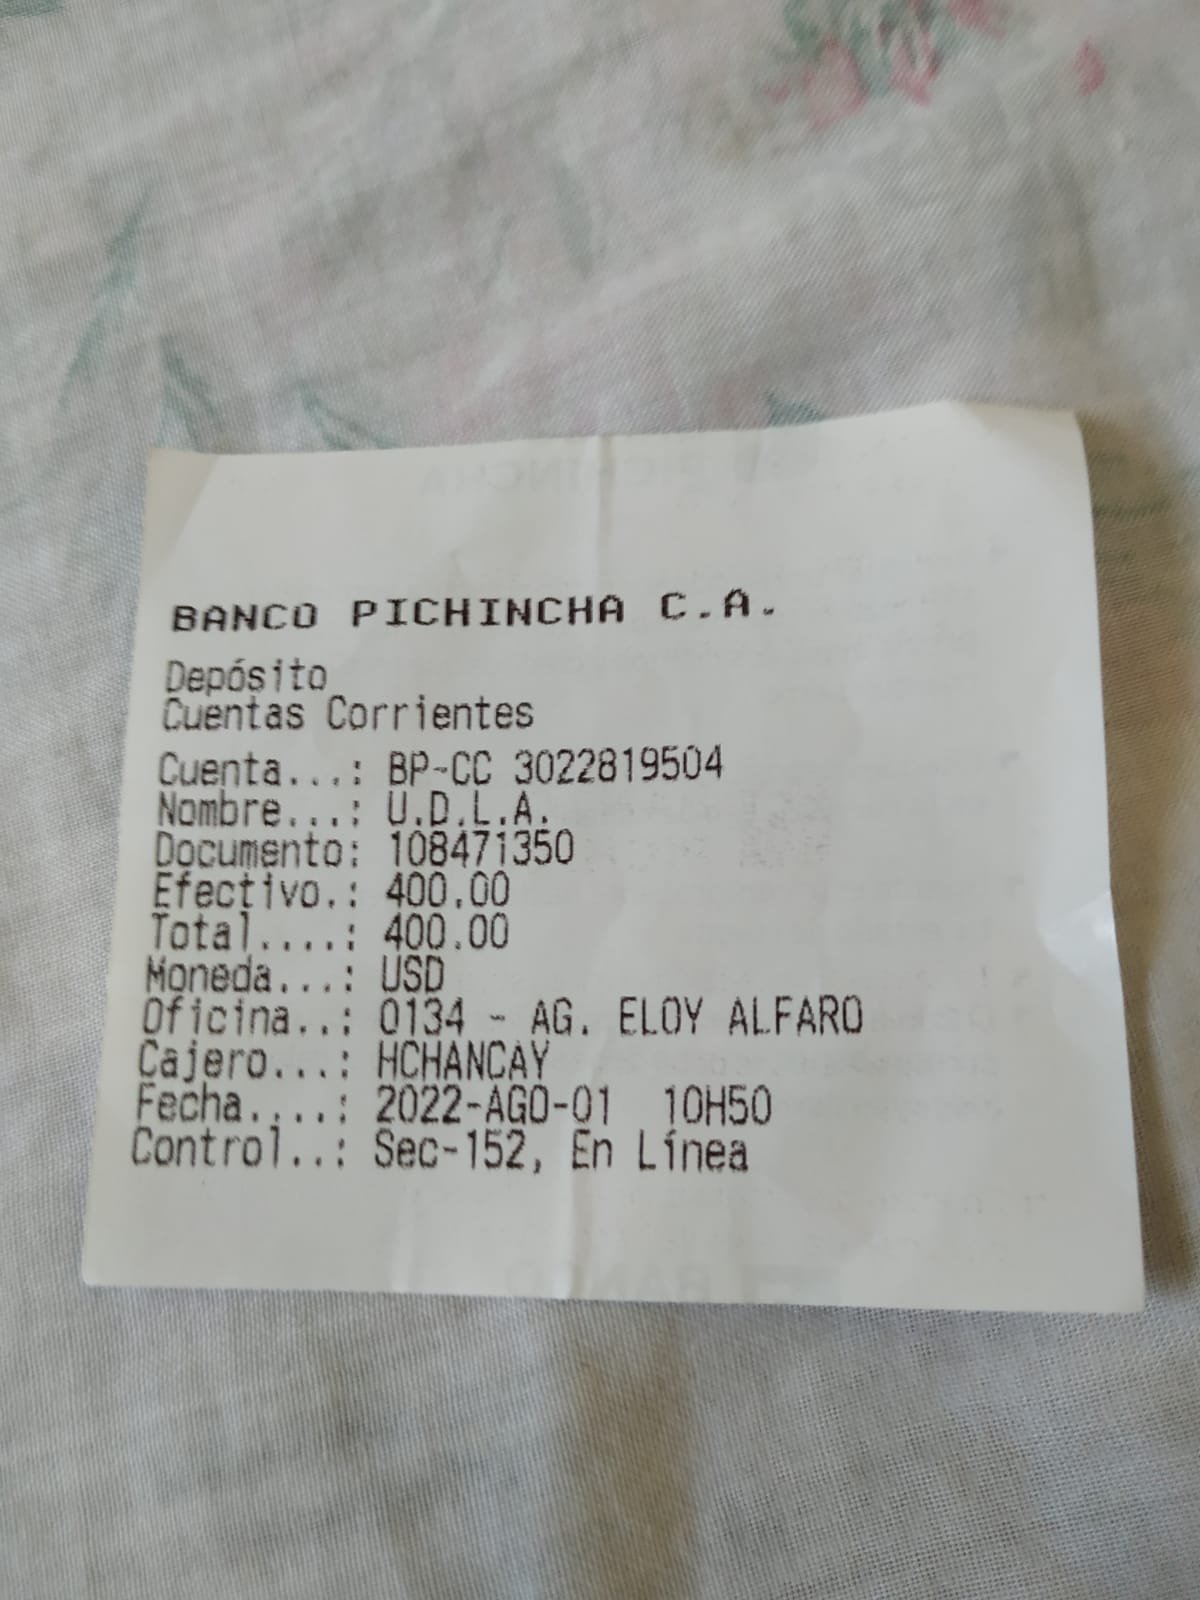 BANCO PICHINCHA C.A.
Depósito
Cuentas Corrientes
Cuenta...: BP-CC 3022819504
Nombre...: U.D.L.A.
Documento: 108471350
Efectivo.: 400.00
Total....: 400.00
Moneda...: USD
Oficina..: 0134 - AG. ELOY ALFARO
Cajero...: HCHANCAY
Fecha....: 2022-AGO-01 10H50
Control..: Sec-152, En Línea